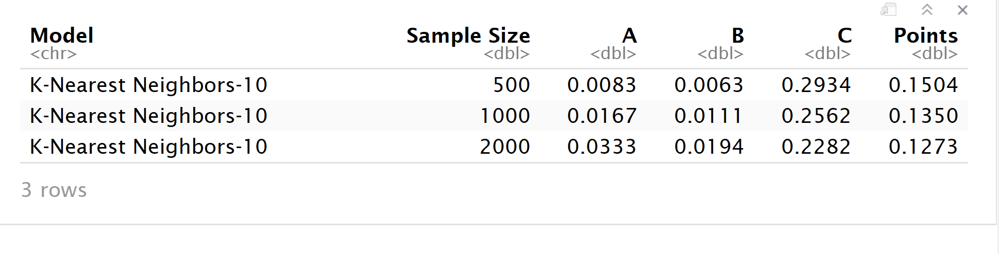 Model Sample Size A B C Points
<chr> <dbl> <dbl> <dbl> <dbl> <dbl>
K-Nearest Neighbors-10 500 0.0083 0.0063 0.2934 0.1504
K-Nearest Neighbors-10 1000 0.0167 0.0111 0.2562 0.1350
K-Nearest Neighbors-10 2000 0.0333 0.0194 0.2282 0.1273
3 rows